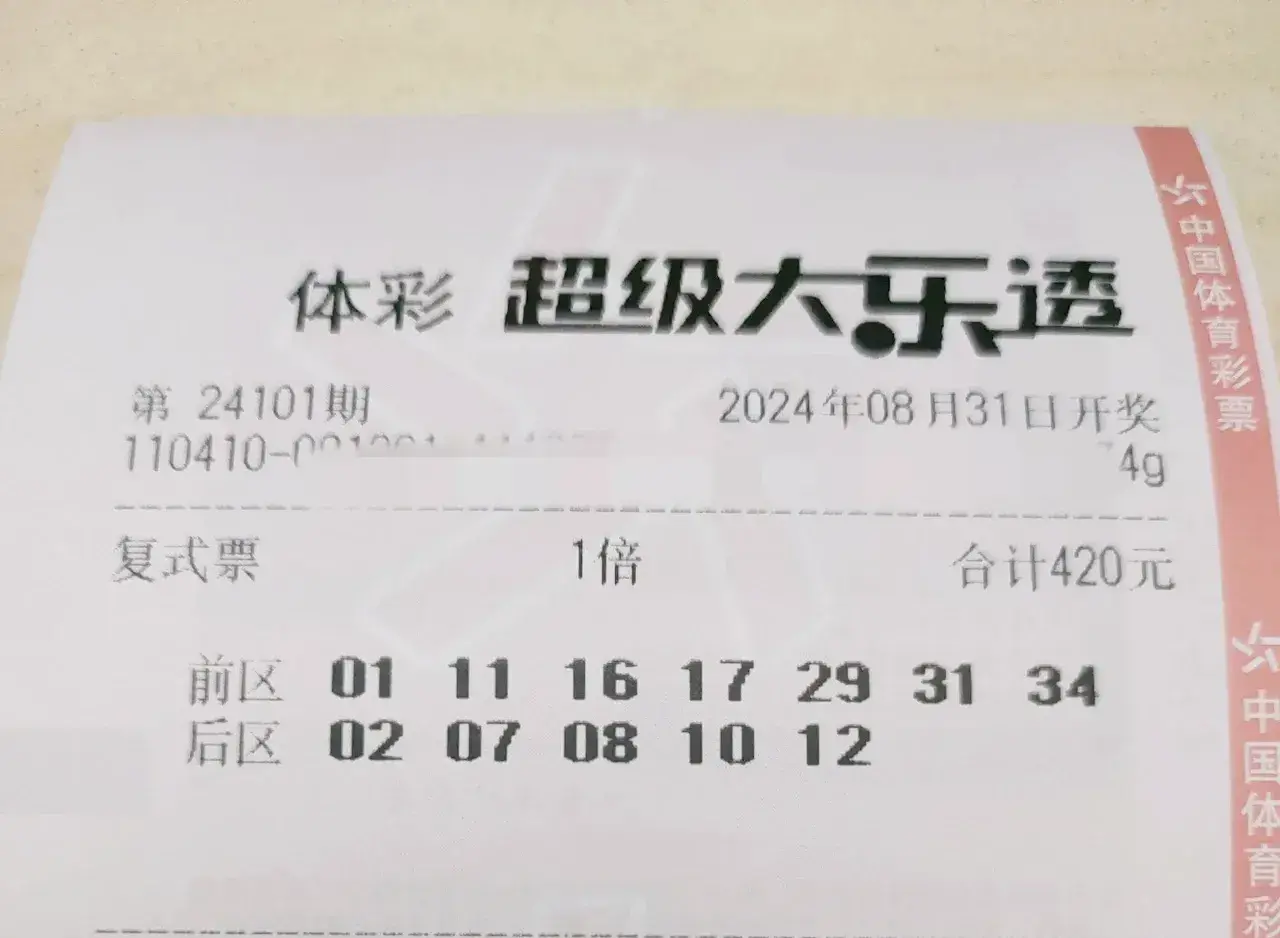 体彩 超级大乐透
第 24101期 2024年08月31日开奖
110410- 4g
复式票 1倍 合计420元
前区 01 11 16 17 29 31 34
后区 02 07 08 10 12
中国体育彩票
中国体育彩